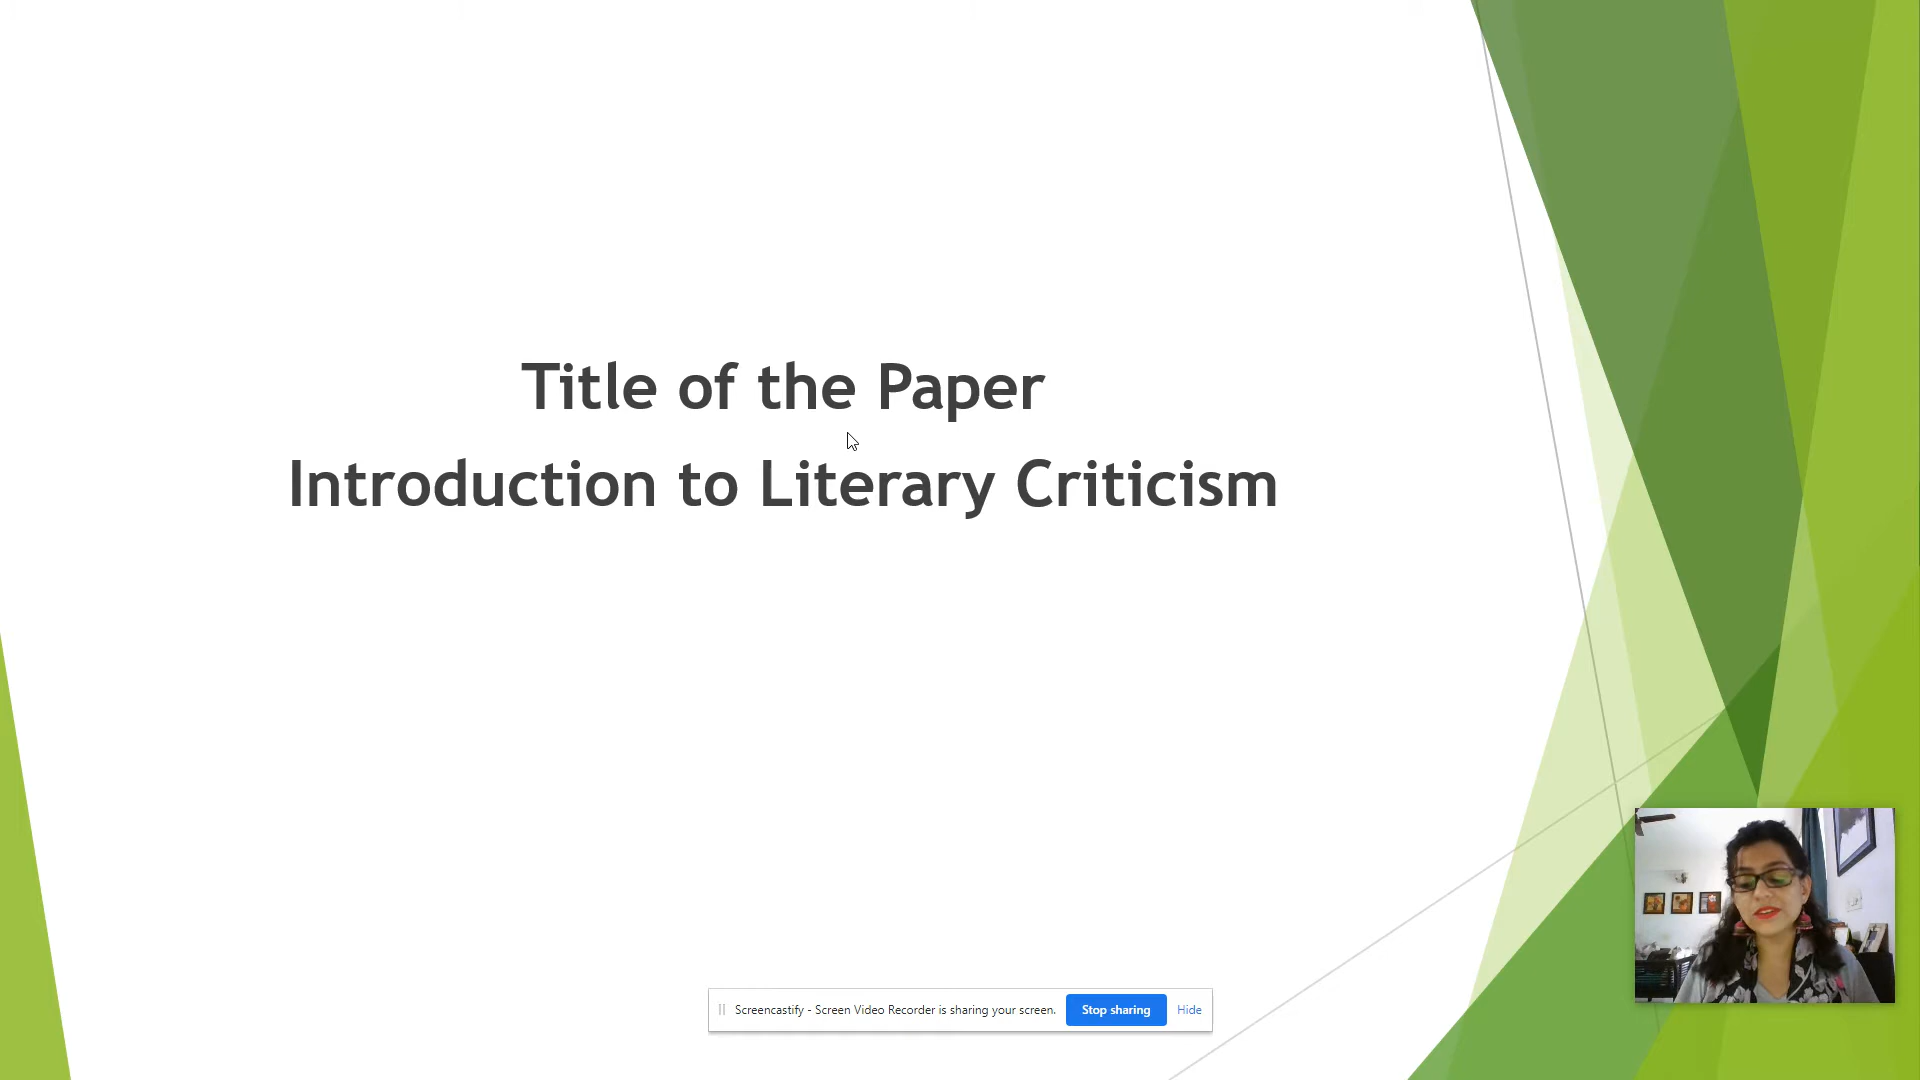 Title of the Paper
Introduction to Literary Criticism
Screencastify - Screen Video Recorder is sharing your screen. Stop sharing Hide